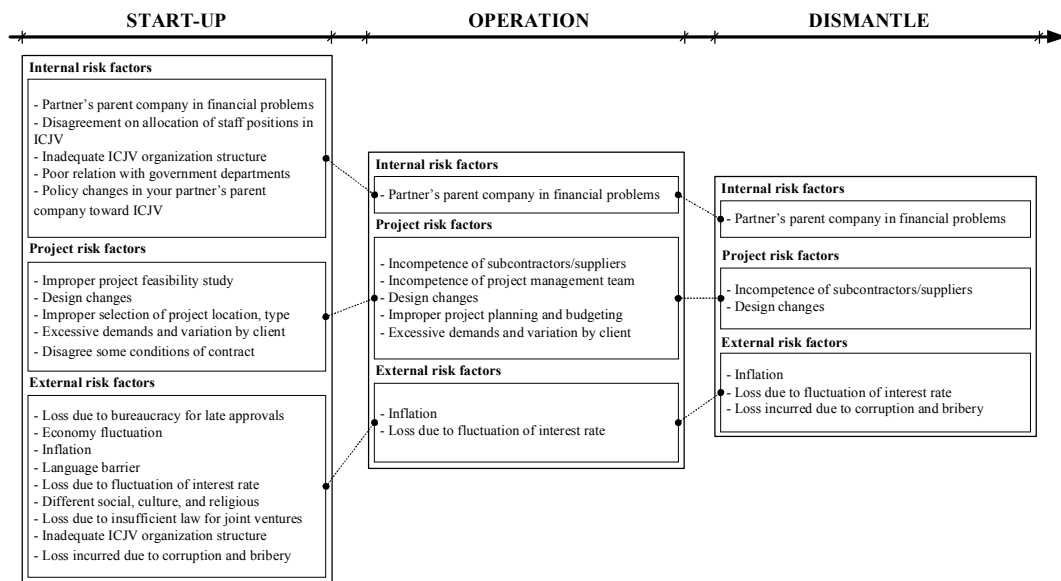 START-UP
OPERATION
DISMANTLE
Internal risk factors
- Partner's parent company in financial problems
- Disagreement on allocation of staff positions in
ICJV
- Inadequate ICJV organization structure
- Poor relation with government departments
- Policy changes in your partner's parent
company toward ICJV
Project risk factors
- Improper project feasibility study
- Design changes
- Improper selection of project location, type
- Excessive demands and variation by client
- Disagree some conditions of contract
External risk factors
- Loss due to bureaucracy for late approvals
- Economy fluctuation
- Inflation
- Language barrier
- Loss due to fluctuation of interest rate
- Different social, culture, and religious
- Loss due to insufficient law for joint ventures
- Inadequate ICJV organization structure
- Loss incurred due to corruption and bribery
Internal risk factors
- Partner's parent company in financial problems
Project risk factors
- Incompetence of subcontractors/suppliers
- Incompetence of project management team
- Design changes
- Improper project planning and budgeting
- Excessive demands and variation by client
External risk factors
- Inflation
- Loss due to fluctuation of interest rate
Internal risk factors
- Partner's parent company in financial problems
Project risk factors
- Incompetence of subcontractors/suppliers
- Design changes
External risk factors
- Inflation
- Loss due to fluctuation of interest rate
- Loss incurred due to corruption and bribery